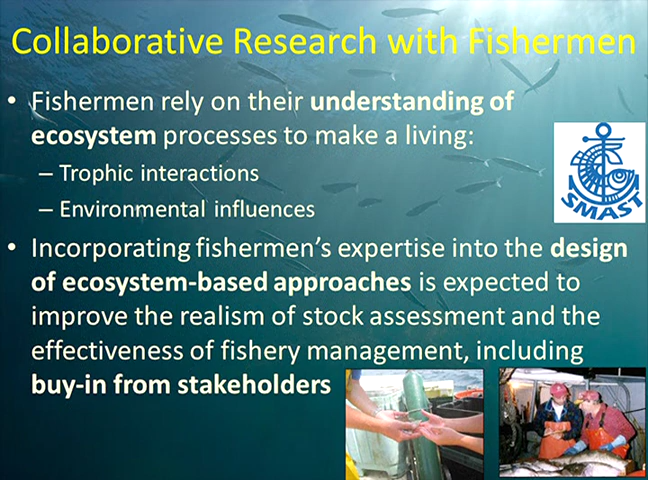 Collaborative Research with Fishermen
• Fishermen rely on their understanding of
ecosystem processes to make a living:
– Trophic interactions
– Environmental influences
SMAST
• Incorporating fishermen's expertise into the design
of ecosystem-based approaches is expected to
improve the realism of stock assessment and the
effectiveness of fishery management, including
buy-in from stakeholders